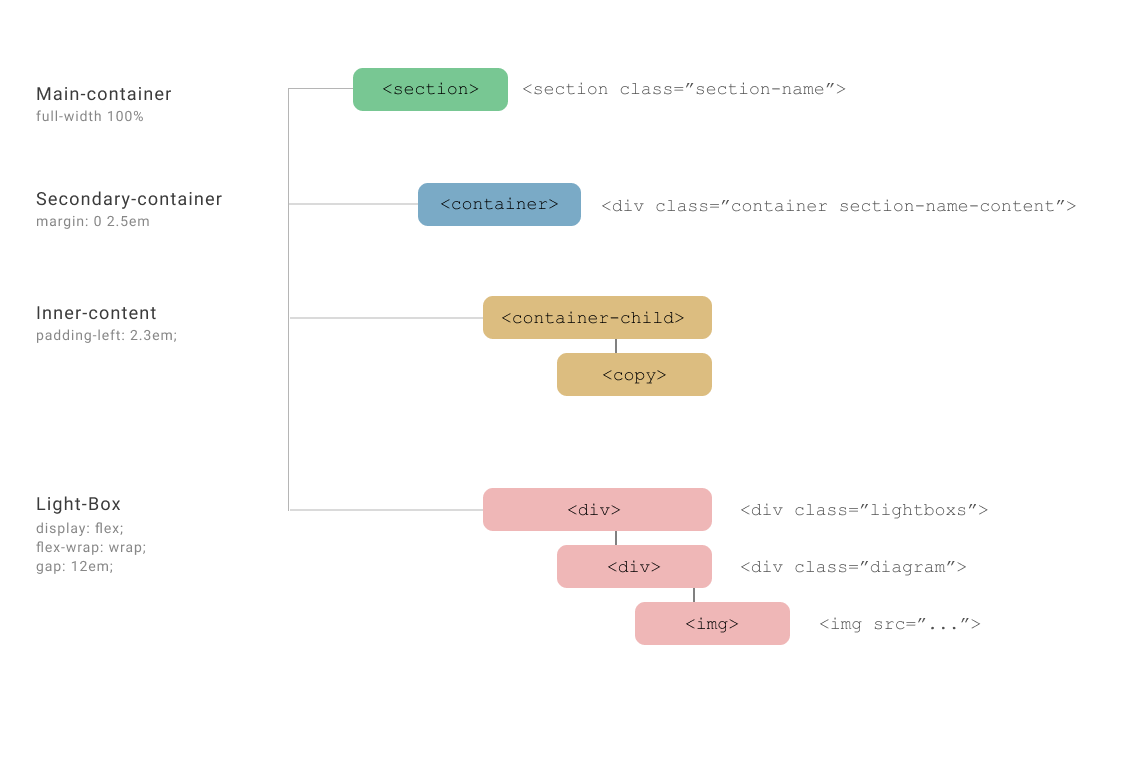 Main-container
full-width 100%
<section>
<section class=”section-name”>
Secondary-container
margin: 0 2.5em
<container>
<div class=”container section-name-content”>
Inner-content
padding-left: 2.3em;
<container-child>
<copy>
Light-Box
display: flex;
flex-wrap: wrap;
gap: 12em;
<div>
<div class=”lightboxs”>
<div>
<div class=”diagram”>
<img>
<img src=”...”>